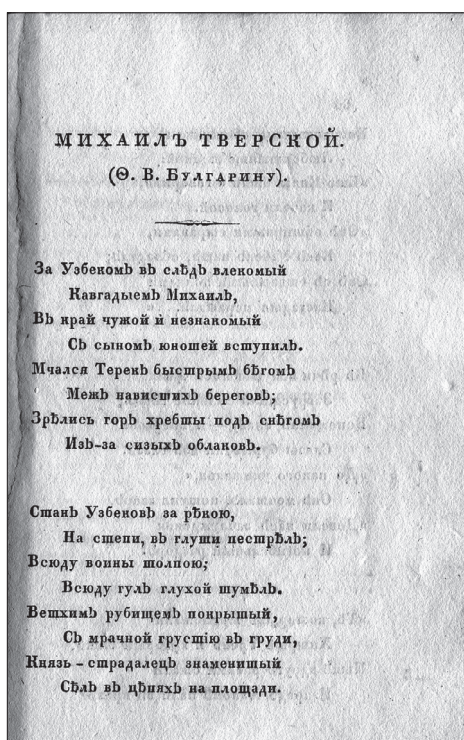 МИХАИЛЪ ТВЕРСКОЙ.
(Ѳ. В. Булгарину).
За Узбекомъ въ слѣдъ влекомый
Кавгадыемъ Михаилъ,
Въ край чужой и незнакомый
Съ сыномъ юношей вступилъ.
Мчался Терекъ быстрымъ бѣгомъ
Межъ нависшихъ береговъ;
Зрѣлись горъ хребты подъ снѣгомъ
Изъ-за сизыхъ облаковъ.
Станъ Узбековъ за рѣкою,
На степи, въ глуши пестрѣлъ;
Всюду воины толпою;
Всюду гулъ глухой шумѣлъ.
Ветхимъ рубищемъ покрытый,
Съ мрачной грустію въ груди,
Князь-страдалецъ знаменитый
Сѣлъ въ цѣпяхъ на площади.